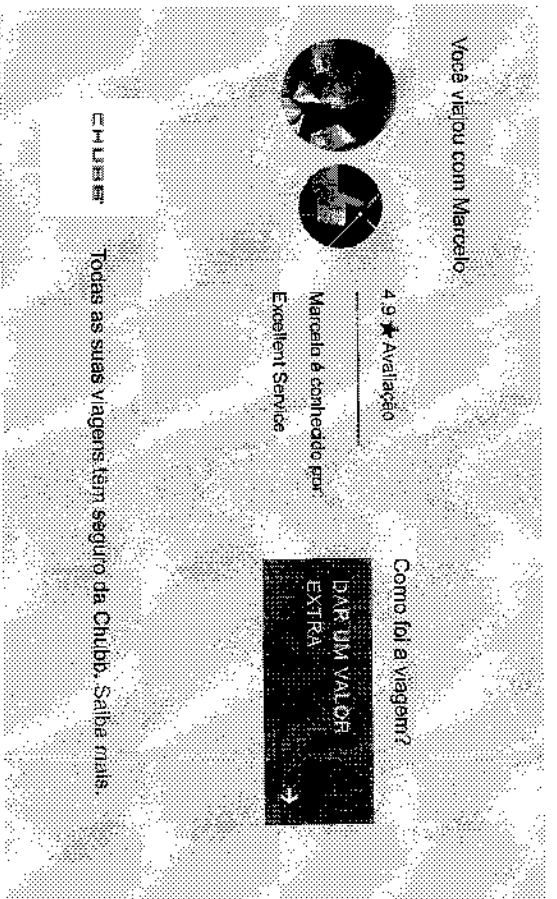 Você viajou com Marcelo
4.9 ★ Avaliação
Marcelo é conhecido por:
Excellent Service
Como foi a viagem?
DAR UM VALOR
EXTRA
CHUBB
Todas as suas viagens têm seguro da Chubb. Saiba mais.